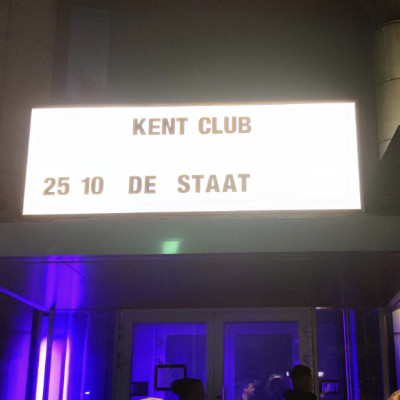 KENT CLUB
25 10 DE STAAT